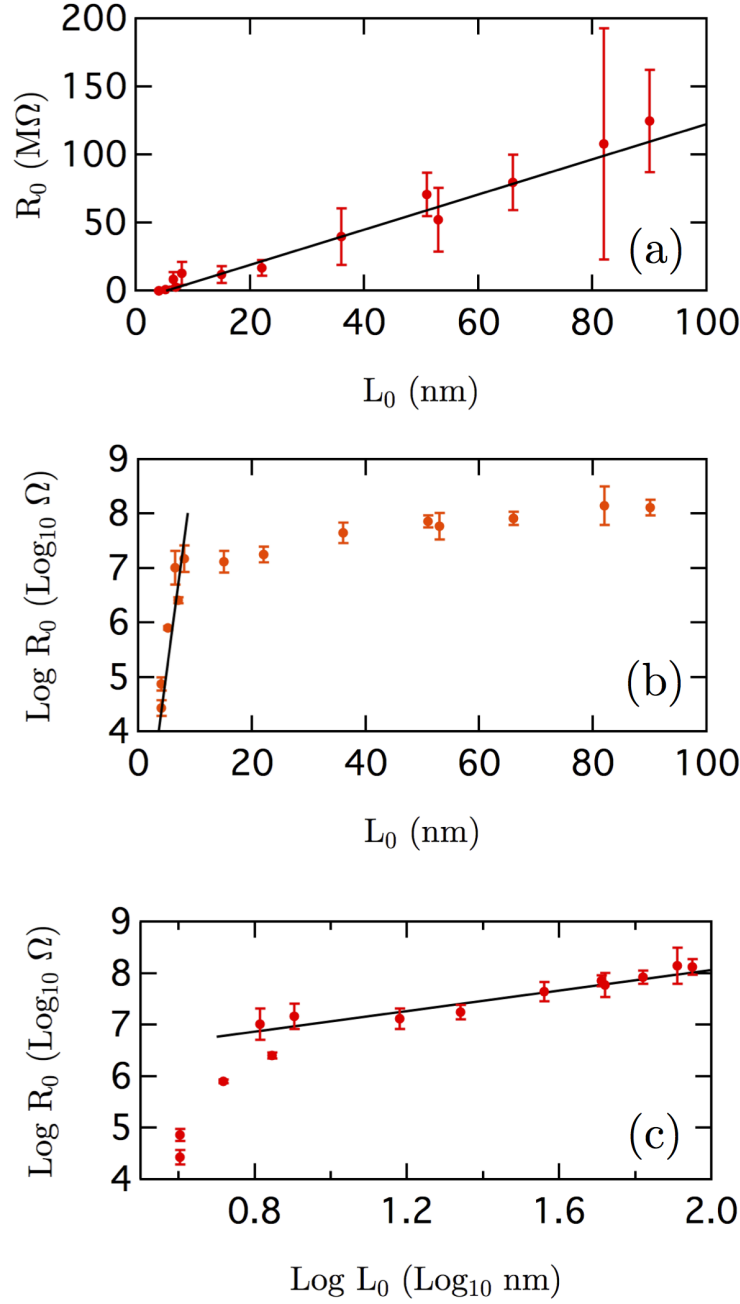 200
150
100
50
0
R₀ (MΩ)
(a)
0 20 40 60 80 100
L₀ (nm)
9
8
7
6
5
4
Log R₀ (Log₁₀ Ω)
(b)
0 20 40 60 80 100
L₀ (nm)
9
8
7
6
5
4
Log R₀ (Log₁₀ Ω)
(c)
0.8 1.2 1.6 2.0
Log L₀ (Log₁₀ nm)